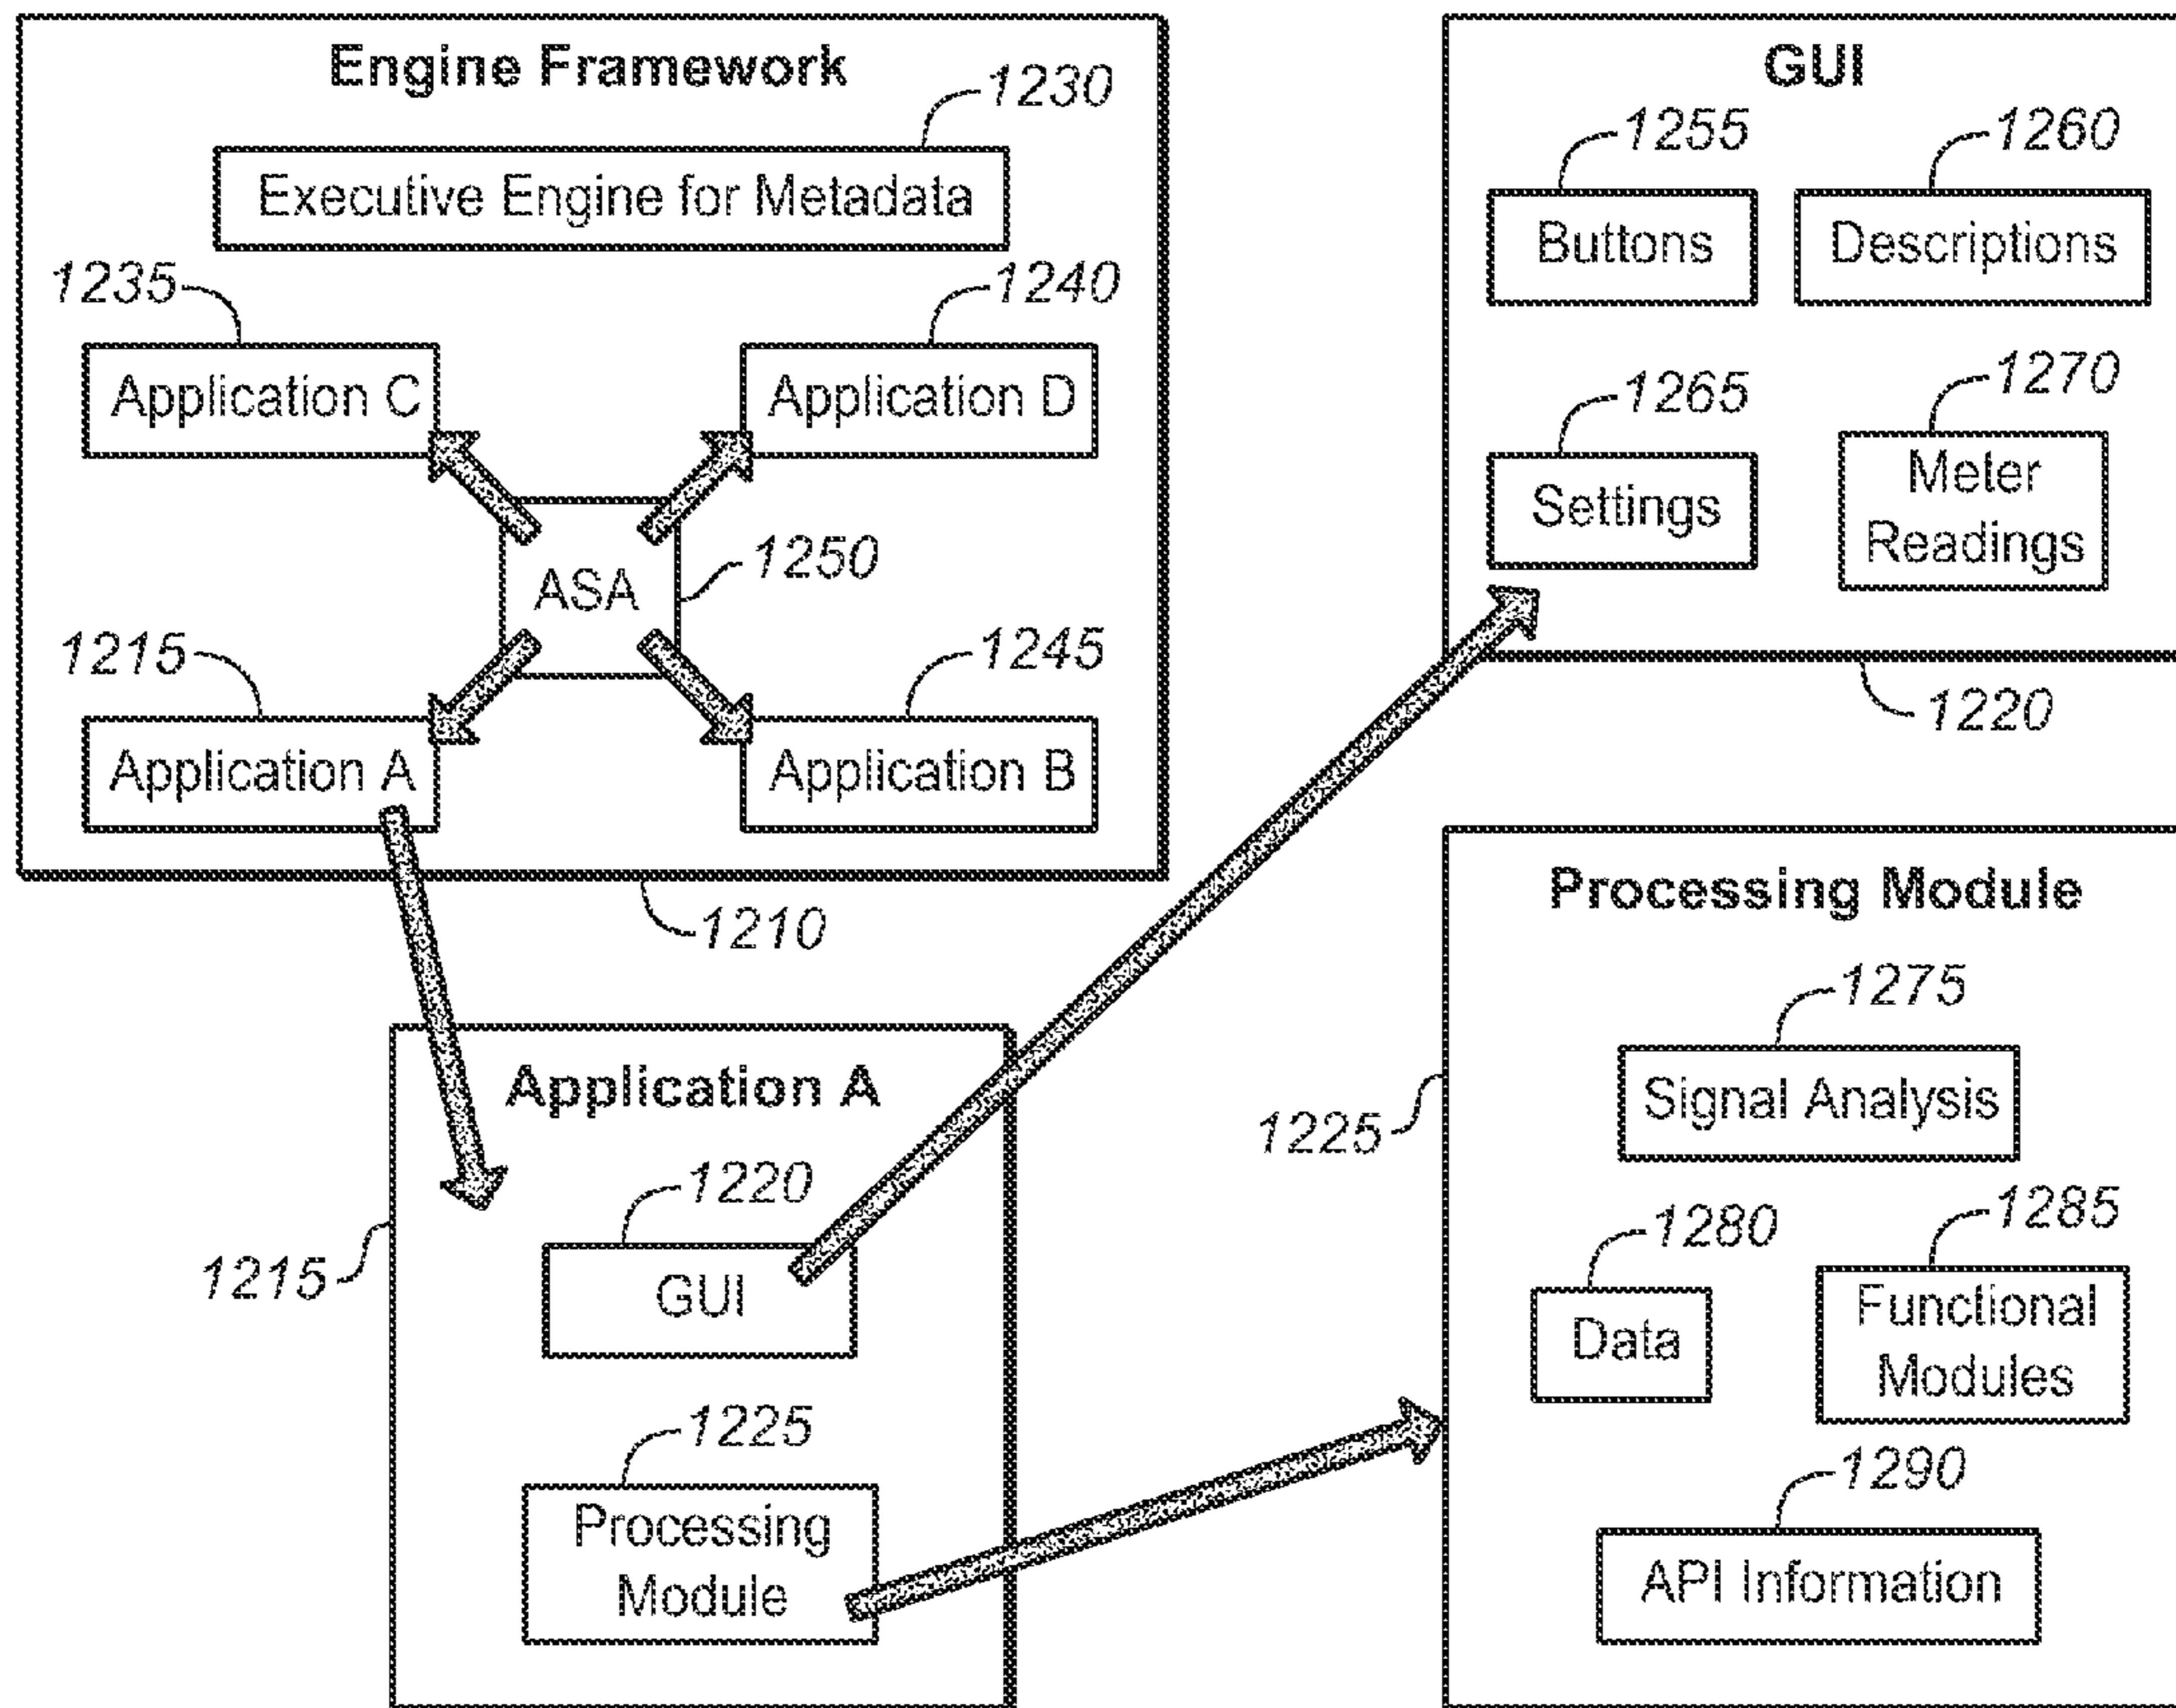 Engine Framework
1230
Executive Engine for Metadata
1235
1240
Application C
Application D
ASA
1250
1215
1245
Application A
Application B
1210
GUI
1255
1260
Buttons
Descriptions
1265
1270
Settings
Meter
Readings
1220
Application A
1215
1220
GUI
1225
Processing
Module
Processing Module
1225
1275
Signal Analysis
1280
1285
Data
Functional
Modules
1290
API Information